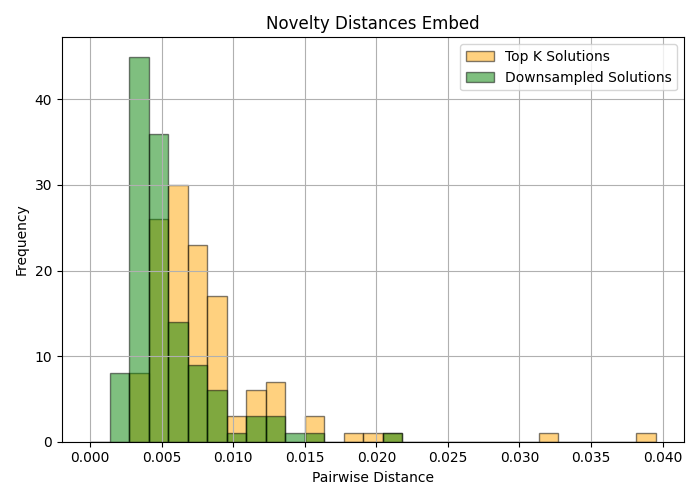 Novelty Distances Embed
Top K Solutions
Downsampled Solutions
Frequency
40
30
20
10
0
0.000 0.005 0.010 0.015 0.020 0.025 0.030 0.035 0.040
Pairwise Distance